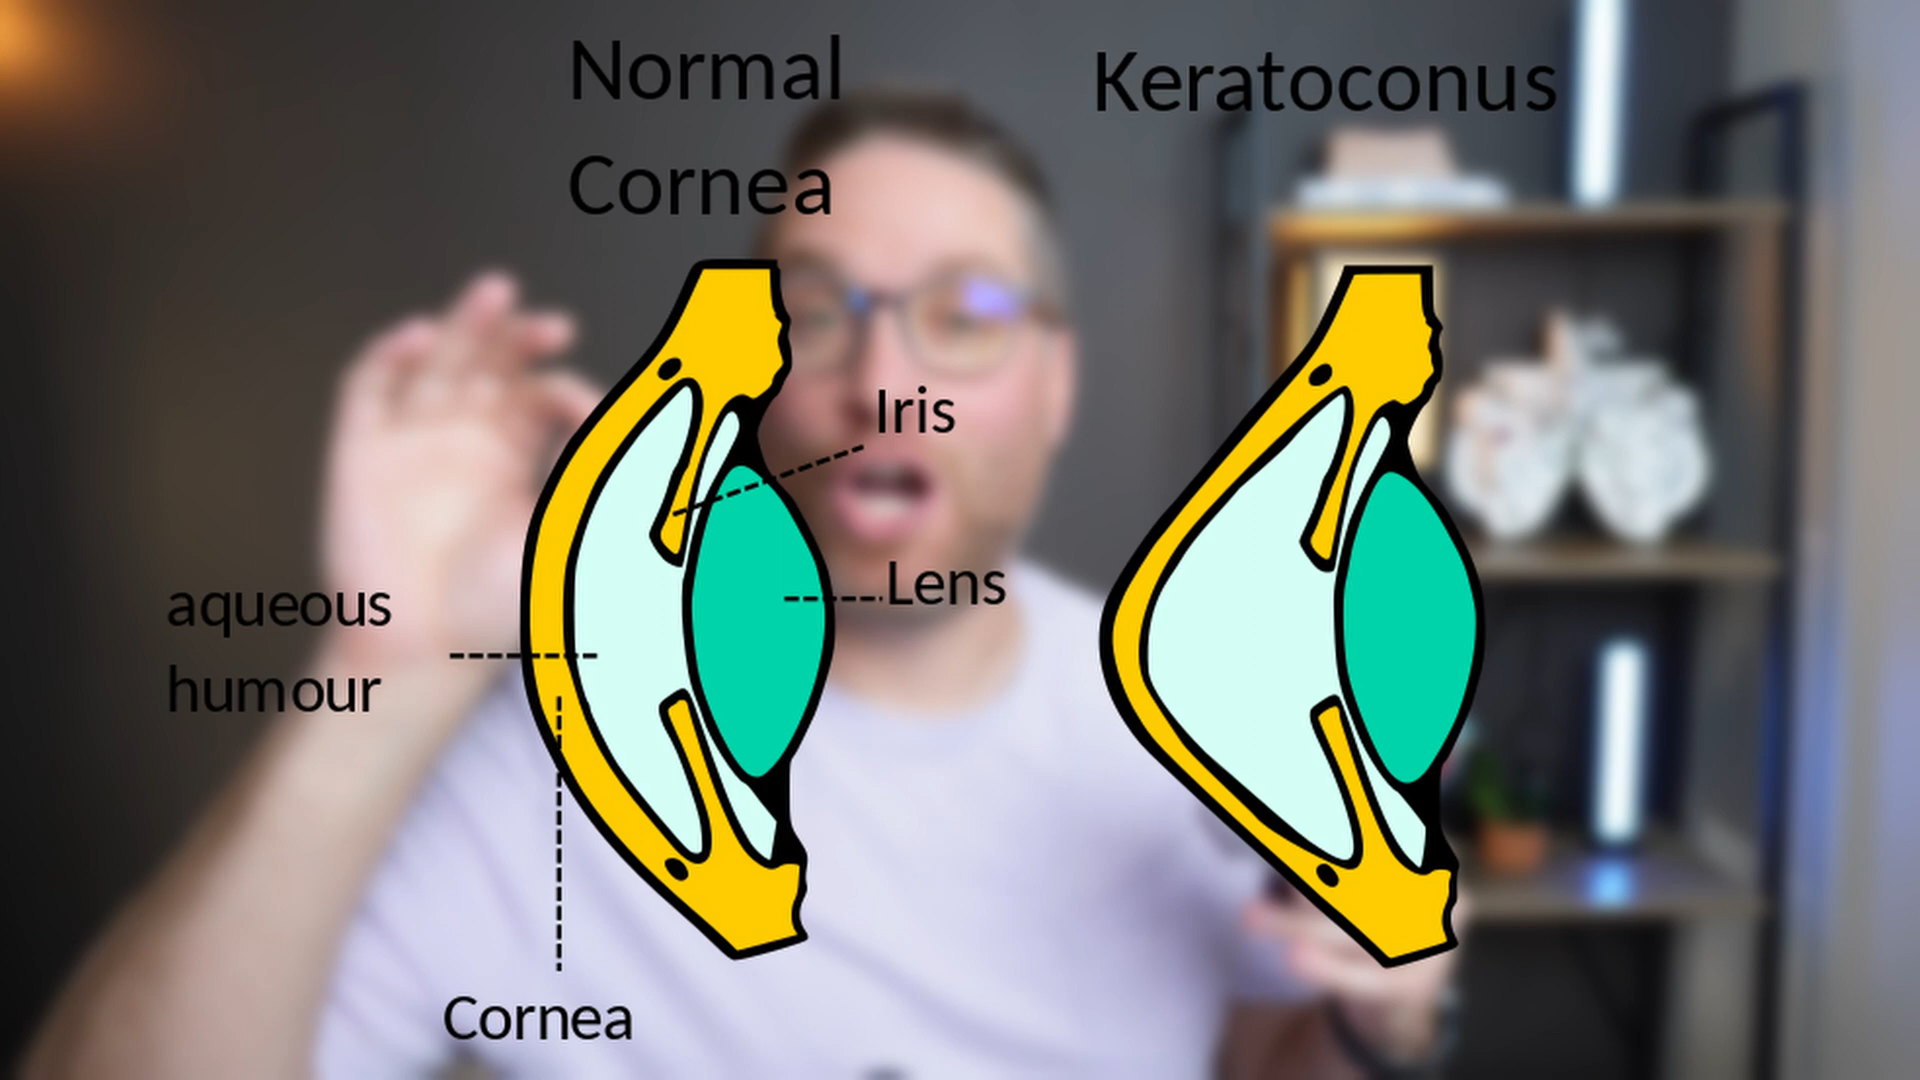 Normal
Cornea
Keratoconus
Iris
Lens
aqueous
humour
Cornea